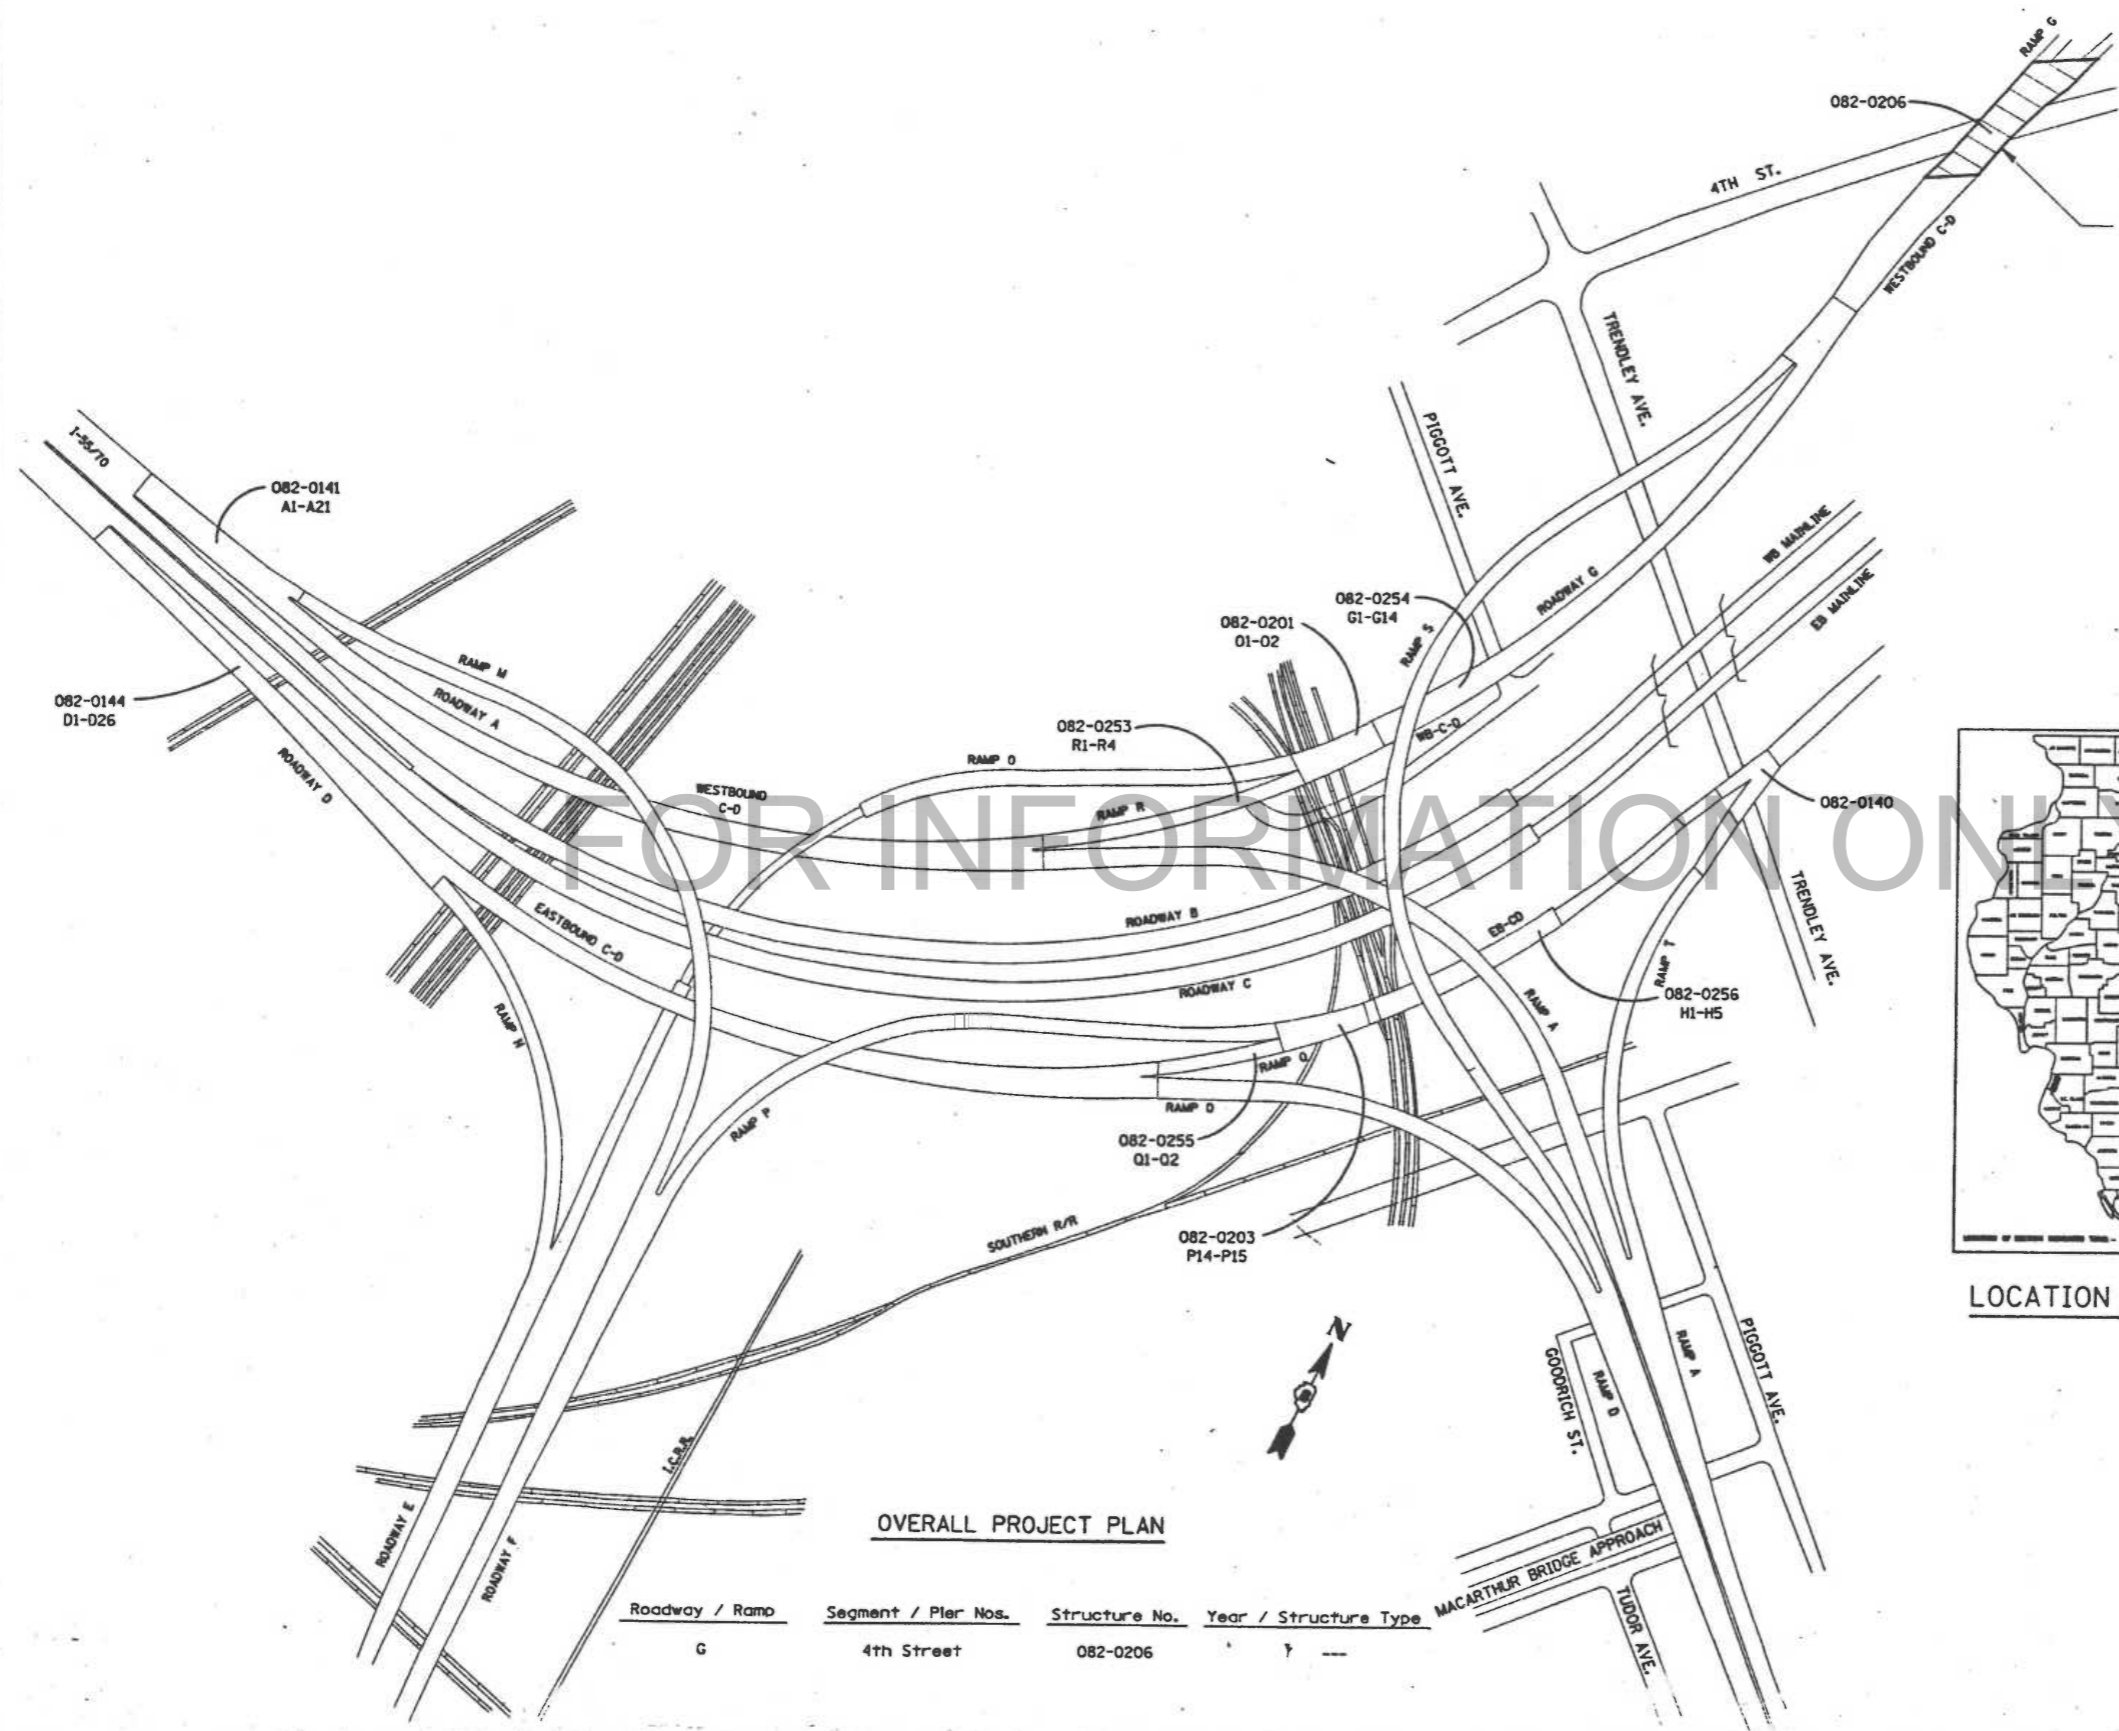 RAMP G
082-0206
4TH ST.
WESTBOUND C-D
TRENDLEY AVE.
PIGGOTT AVE.
I-55/70
082-0141
A1-A21
WB MAINLINE
EB MAINLINE
ROADWAY G
082-0254
G1-G14
082-0201
O1-O2
RAMP S
RAMP M
ROADWAY A
082-0144
D1-D26
082-0253
R1-R4
WB-C-D
ROADWAY D
RAMP O
WESTBOUND
C-D
RAMP R
082-0140
FOR INFORMATION ONLY
TRENDLEY AVE.
ROADWAY B
EASTBOUND C-D
EB-CD
RAMP T
ROADWAY C
082-0256
H1-H5
RAMP A
RAMP N
RAMP Q
RAMP D
RAMP P
082-0255
Q1-Q2
SOUTHERN R/R
082-0203
P14-P15
LOCATION
N
GOODRICH ST.
RAMP D
RAMP A
PIGGOTT AVE.
I.C.R.R.
ROADWAY E
ROADWAY F
OVERALL PROJECT PLAN
MACARTHUR BRIDGE APPROACH
TUDOR AVE.
Roadway / Ramp Segment / Pier Nos. Structure No. Year / Structure Type
G 4th Street 082-0206 ---